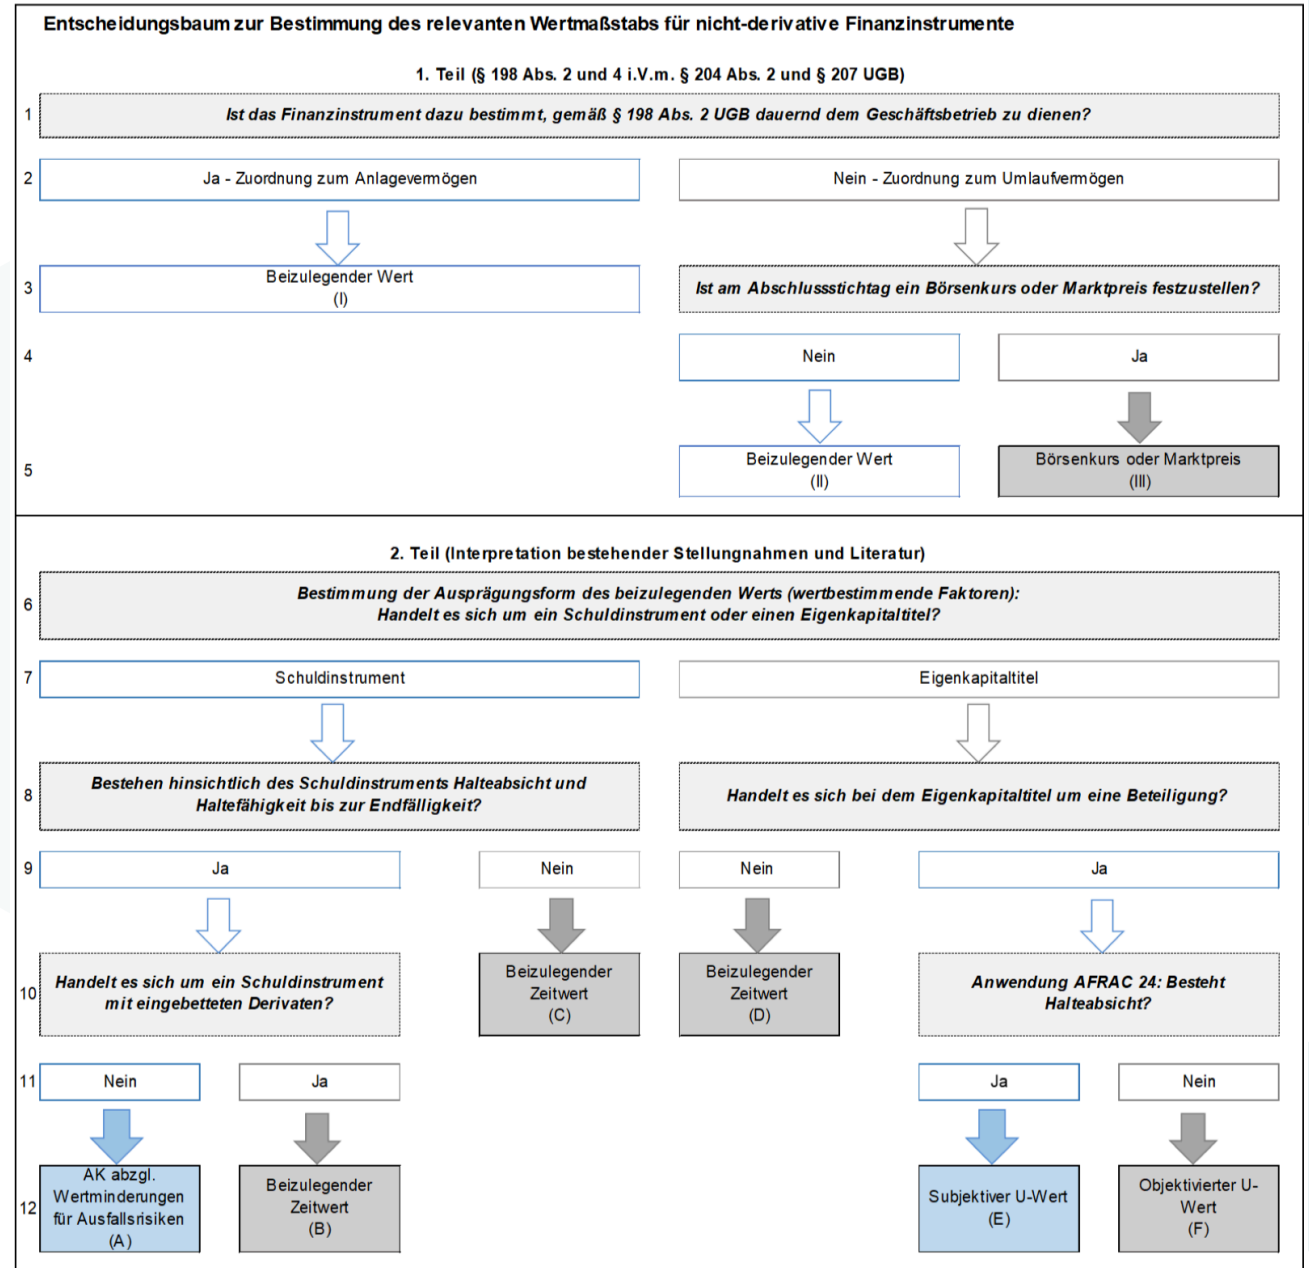 Entscheidungsbaum zur Bestimmung des relevanten Wertmaßstabs für nicht-derivative Finanzinstrumente
1. Teil (§ 198 Abs. 2 und 4 i.V.m. § 204 Abs. 2 und § 207 UGB)
1
Ist das Finanzinstrument dazu bestimmt, gemäß § 198 Abs. 2 UGB dauernd dem Geschäftsbetrieb zu dienen?
2
Ja - Zuordnung zum Anlagevermögen
Nein - Zuordnung zum Umlaufvermögen
3
Beizulegender Wert
(I)
Ist am Abschlussstichtag ein Börsenkurs oder Marktpreis festzustellen?
4
Nein
Ja
5
Beizulegender Wert
(II)
Börsenkurs oder Marktpreis
(III)
2. Teil (Interpretation bestehender Stellungnahmen und Literatur)
6
Bestimmung der Ausprägungsform des beizulegenden Werts (wertbestimmende Faktoren):
Handelt es sich um ein Schuldinstrument oder einen Eigenkapitaltitel?
7
Schuldinstrument
Eigenkapitaltitel
8
Bestehen hinsichtlich des Schuldinstruments Halteabsicht und
Haltefähigkeit bis zur Endfälligkeit?
Handelt es sich bei dem Eigenkapitaltitel um eine Beteiligung?
9
Ja
Nein
Nein
Ja
10
Handelt es sich um ein Schuldinstrument
mit eingebetteten Derivaten?
Beizulegender
Zeitwert
(C)
Beizulegender
Zeitwert
(D)
Anwendung AFRAC 24: Besteht
Halteabsicht?
11
Nein
Ja
Ja
Nein
12
AK abzgl.
Wertminderungen
für Ausfallsrisiken
(A)
Beizulegender
Zeitwert
(B)
Subjektiver U-Wert
(E)
Objektivierter U-
Wert
(F)